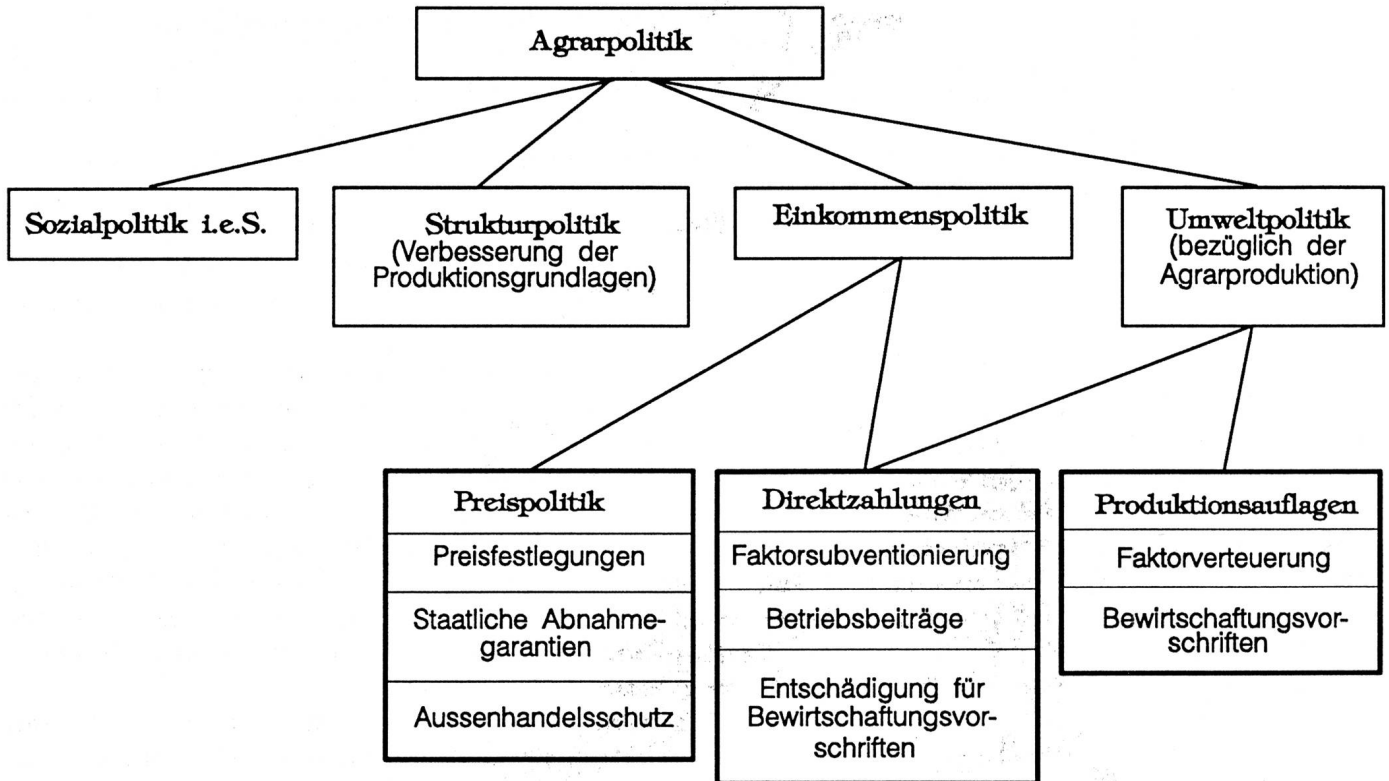 Agrarpolitik
Sozialpolitik i.e.S.
Strukturpolitik
(Verbesserung der
Produktionsgrundlagen)
Einkommenspolitik
Umweltpolitik
(bezüglich der
Agrarproduktion)
Preispolitik
Preisfestlegungen
Staatliche Abnahme-
garantien
Aussenhandelsschutz
Direktzahlungen
Faktorsubventionierung
Betriebsbeiträge
Entschädigung für
Bewirtschaftungsvor-
schriften
Produktionsauflagen
Faktorverteuerung
Bewirtschaftungsvor-
schriften